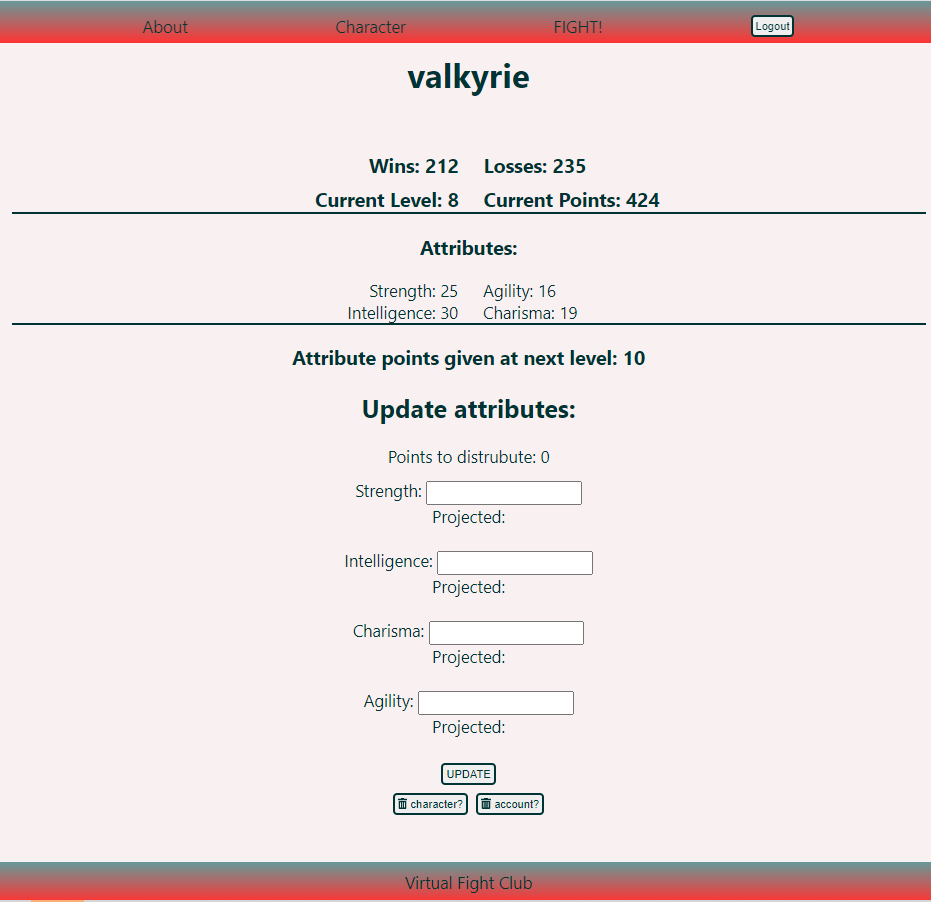 About Character FIGHT! Logout
valkyrie
Wins: 212 Losses: 235
Current Level: 8 Current Points: 424
Attributes:
Strength: 25 Agility: 16
Intelligence: 30 Charisma: 19
Attribute points given at next level: 10
Update attributes:
Points to distrubute: 0
Strength:
Projected:
Intelligence:
Projected:
Charisma:
Projected:
Agility:
Projected:
UPDATE
character? account?
Virtual Fight Club